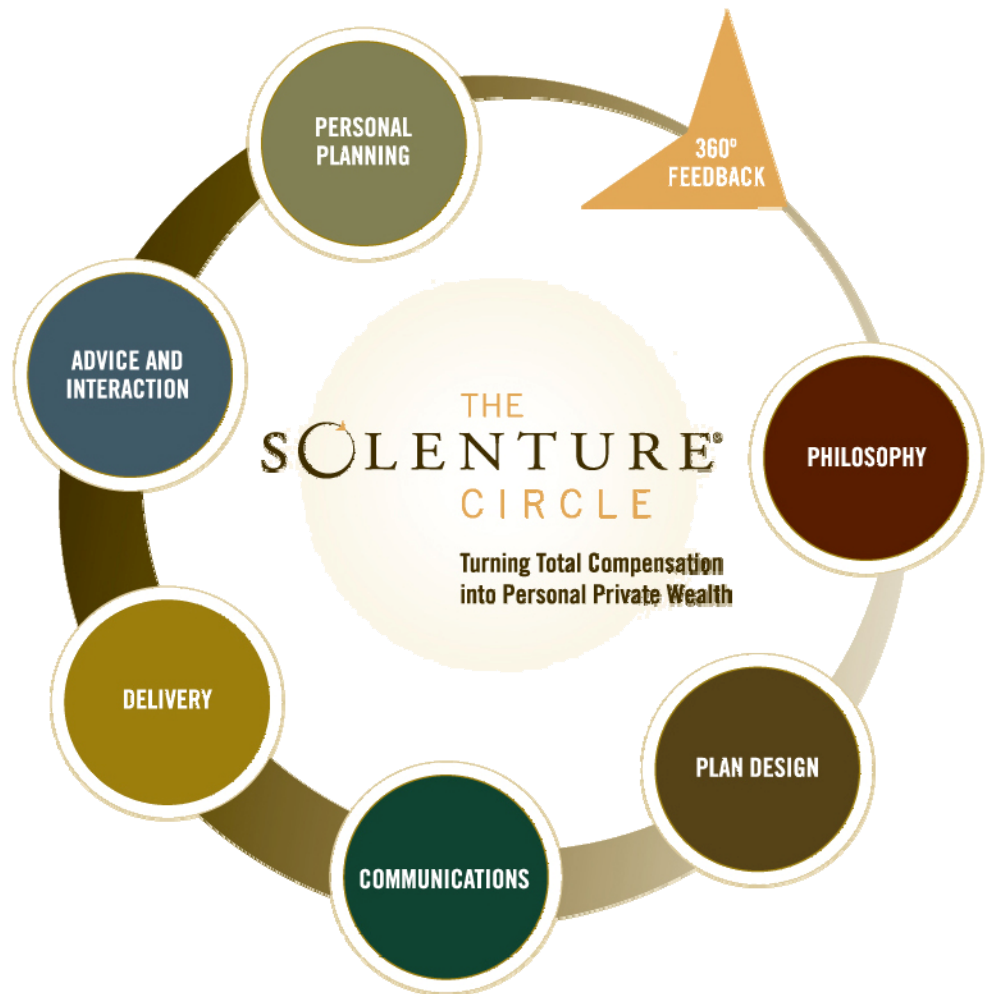 PERSONAL
PLANNING
360°
FEEDBACK
ADVICE AND
INTERACTION
THE
SOLENTURE®
CIRCLE
PHILOSOPHY
Turning Total Compensation
into Personal Private Wealth
DELIVERY
PLAN DESIGN
COMMUNICATIONS